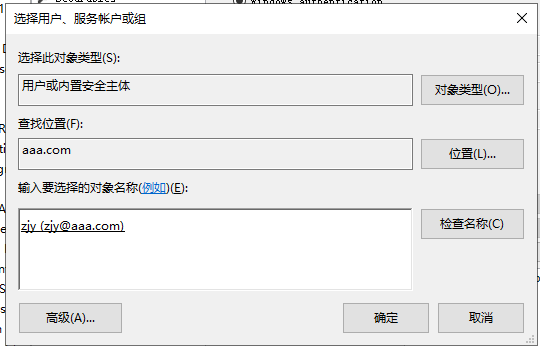 Windows authentication
选择用户、服务帐户或组
选择此对象类型(S):
用户或内置安全主体
对象类型(O)...
查找位置(F):
aaa.com
位置(L)...
输入要选择的对象名称(例如)(E):
zjy (zjy@aaa.com)
检查名称(C)
高级(A)...
确定
取消